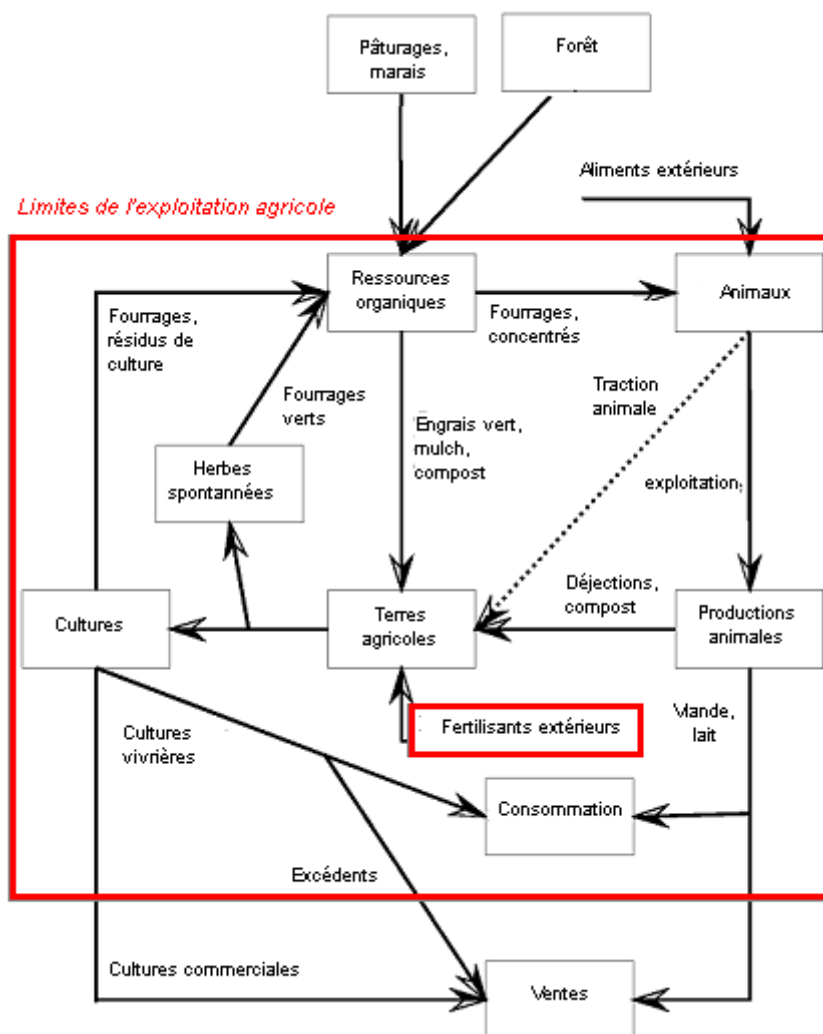 Pâturages,
marais
Forêt
Aliments extérieurs
Limites de l'exploitation agricole
Ressources
organiques
Animaux
Fourrages,
résidus de
culture
Fourrages,
concentrés
Fourrages
verts
Traction
animale
Engrais vert,
mulch,
compost
Herbes
spontannées
exploitation,
Déjections,
compost
Cultures
Terres
agricoles
Productions
animales
Cultures
vivrières
Fertilisants extérieurs
Viande,
lait
Consommation
Excédents
Cultures commerciales
Ventes